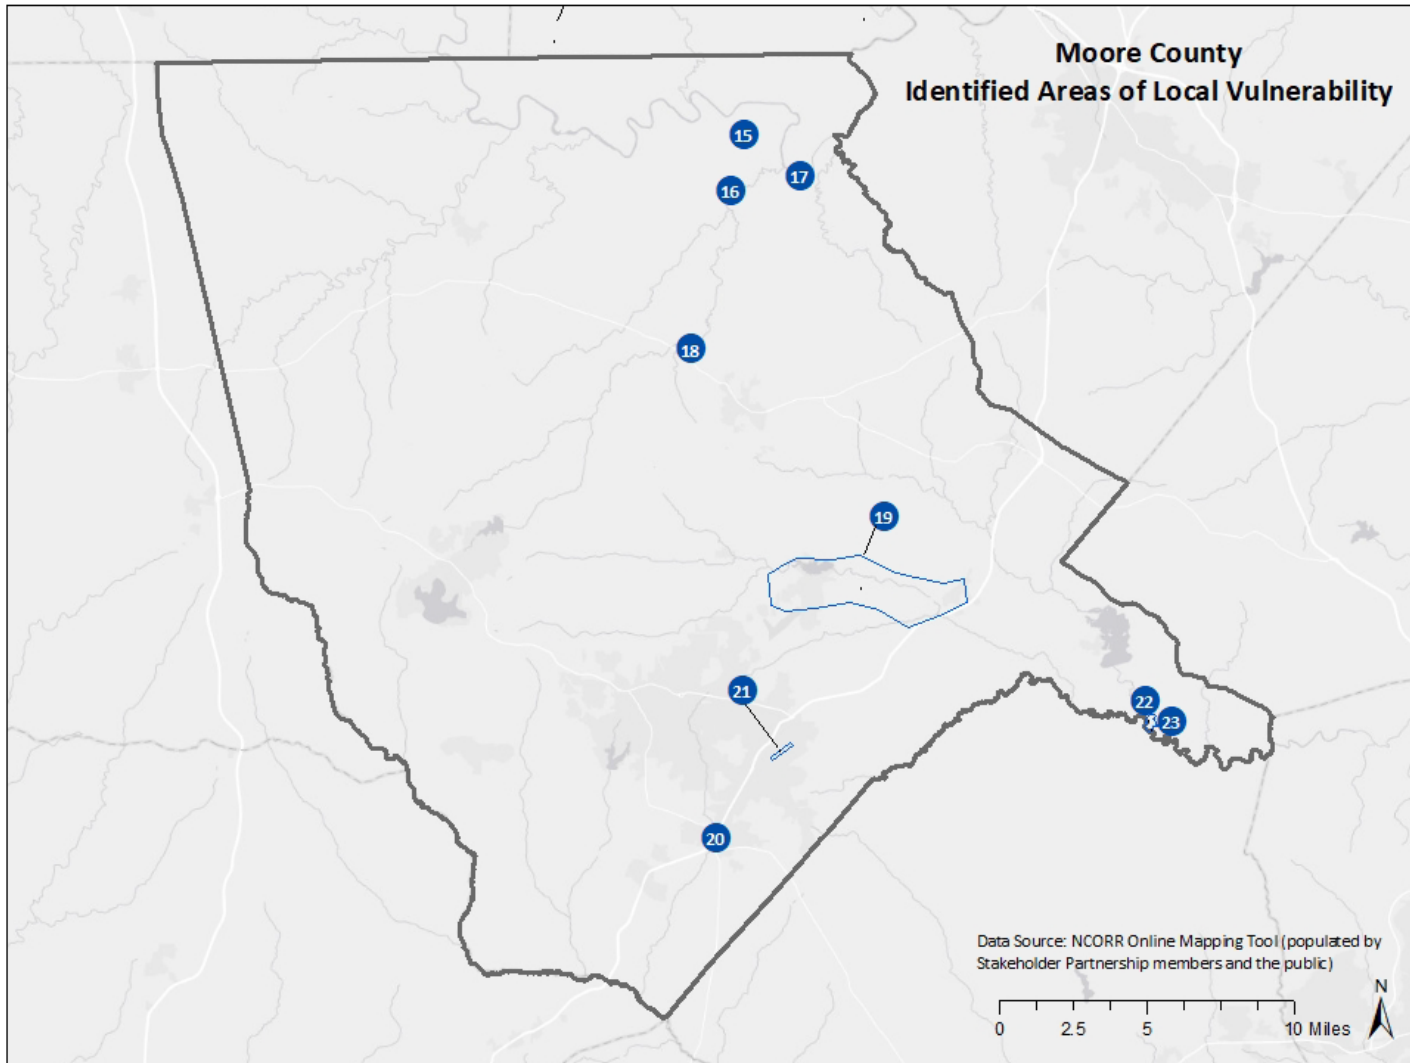 Moore County
Identified Areas of Local Vulnerability
15
17
16
18
19
21
22
23
20
Data Source: NCORR Online Mapping Tool (populated by
Stakeholder Partnership members and the public)
N
0 2.5 5 10 Miles